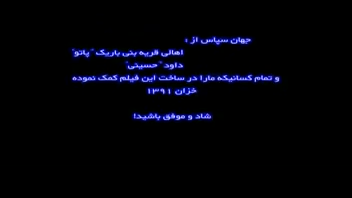 جهان سپاس از :
اهالی قریه بنی باریک "پاتو"
داود "حسینی"
و تمام کسانیکه مارا در ساخت این فیلم کمک نموده
خزان ۱۳۹۱
شاد و موفق باشید!